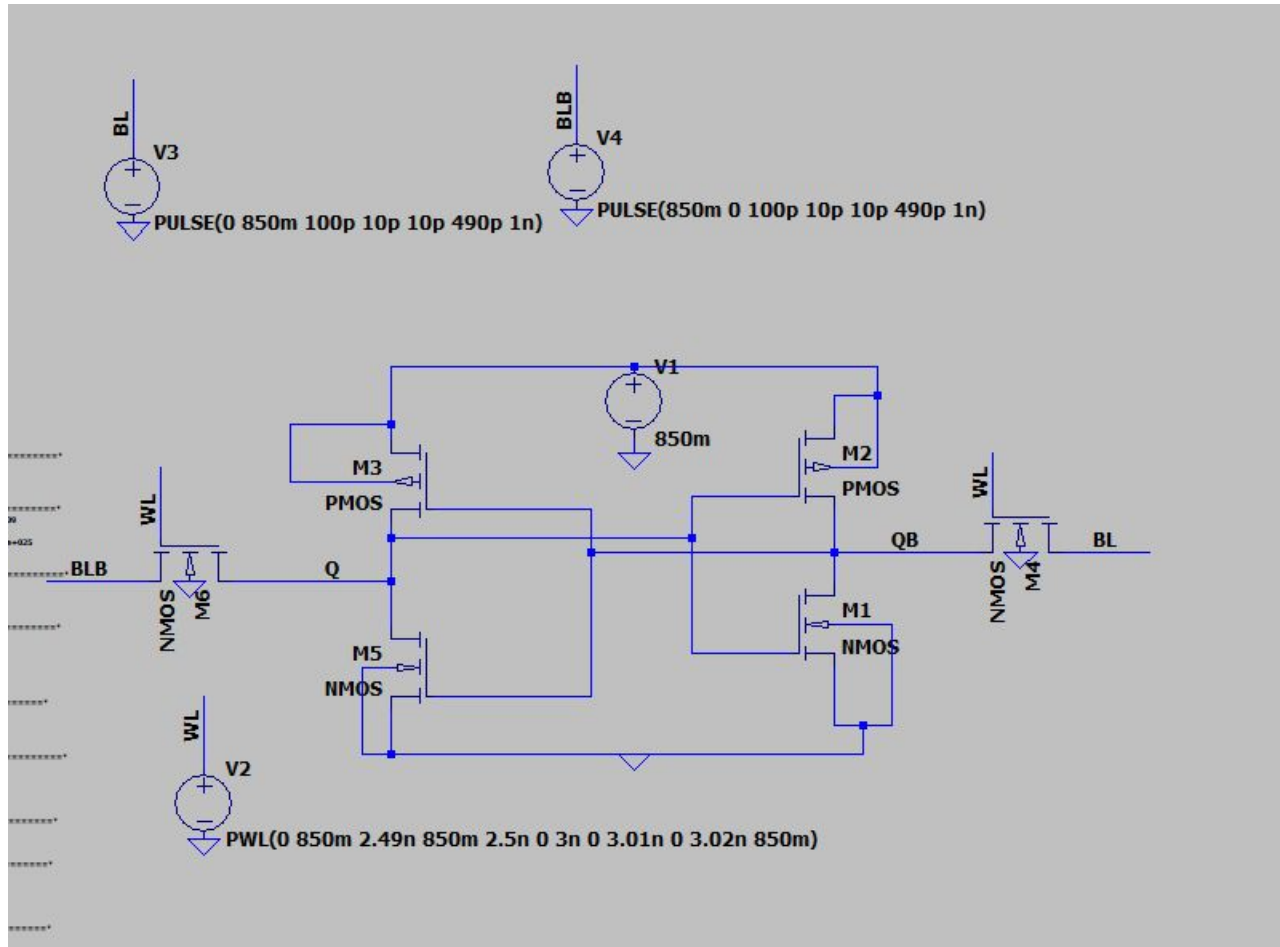 BL
V3
PULSE(0 850m 100p 10p 10p 490p 1n)
BLB
V4
PULSE(850m 0 100p 10p 10p 490p 1n)
V1
850m
M3
PMOS
M2
PMOS
WL
BLB
NMOS
M6
Q
QB
WL
NMOS
M4
BL
M5
NMOS
M1
NMOS
WL
V2
PWL(0 850m 2.49n 850m 2.5n 0 3n 0 3.01n 0 3.02n 850m)